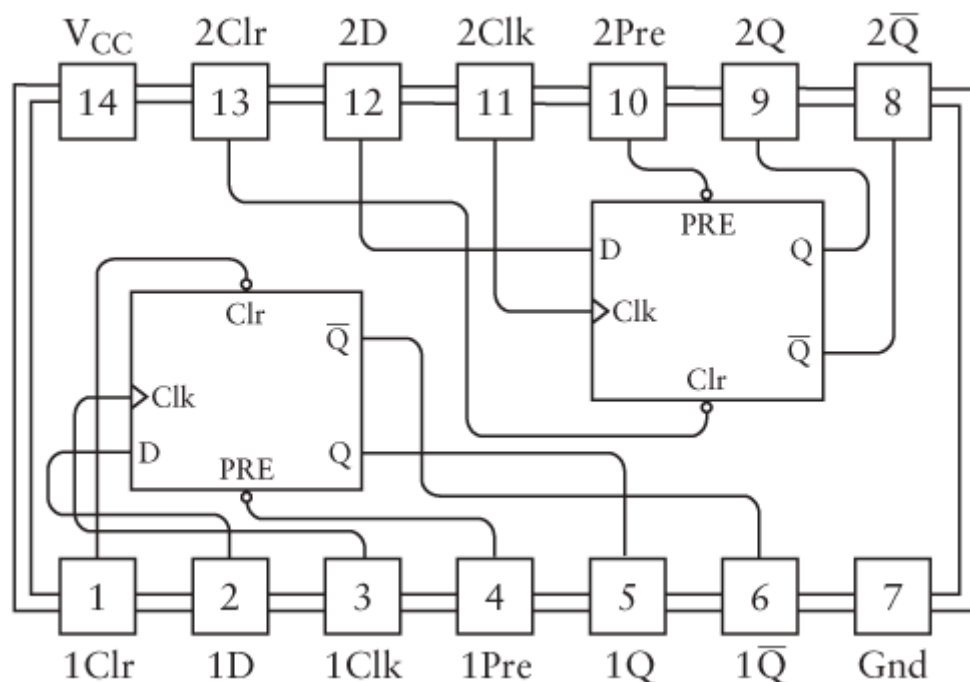 V_CC 2Clr 2D 2Clk 2Pre 2Q 2Q̅
14 13 12 11 10 9 8
PRE
D Q
Clk
Q̅
Clr
Clr
Q̅
Clk
D Q
PRE
1 2 3 4 5 6 7
1Clr 1D 1Clk 1Pre 1Q 1Q̅ Gnd